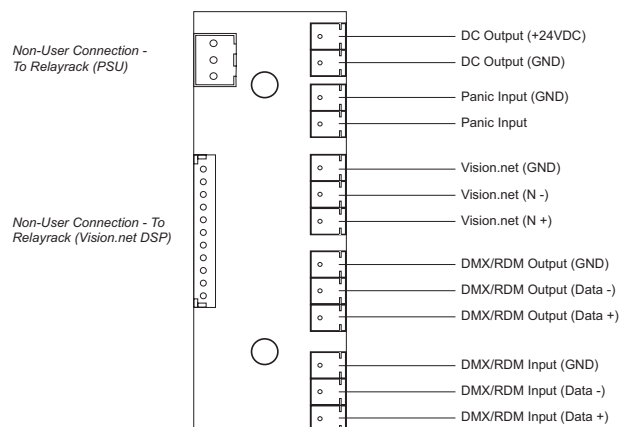 Non-User Connection -
To Relayrack (PSU)
Non-User Connection - To
Relayrack (Vision.net DSP)
DC Output (+24VDC)
DC Output (GND)
Panic Input (GND)
Panic Input
Vision.net (GND)
Vision.net (N -)
Vision.net (N +)
DMX/RDM Output (GND)
DMX/RDM Output (Data -)
DMX/RDM Output (Data +)
DMX/RDM Input (GND)
DMX/RDM Input (Data -)
DMX/RDM Input (Data +)